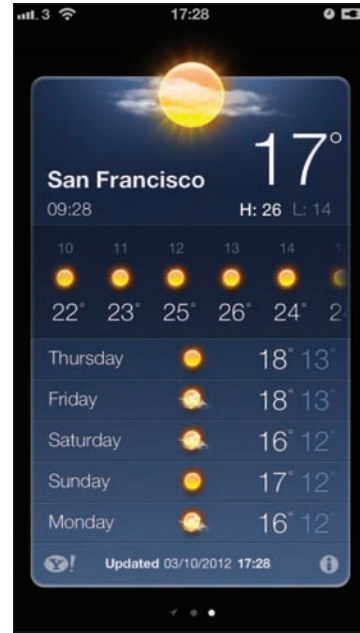 3 17:28
17°
San Francisco
09:28 H: 26 L: 14
10 11 12 13 14
22° 23° 25° 26° 24° 2
Thursday 18° 13°
Friday 18° 13°
Saturday 16° 12°
Sunday 17° 12°
Monday 16° 12°
Y! Updated 03/10/2012 17:28 i